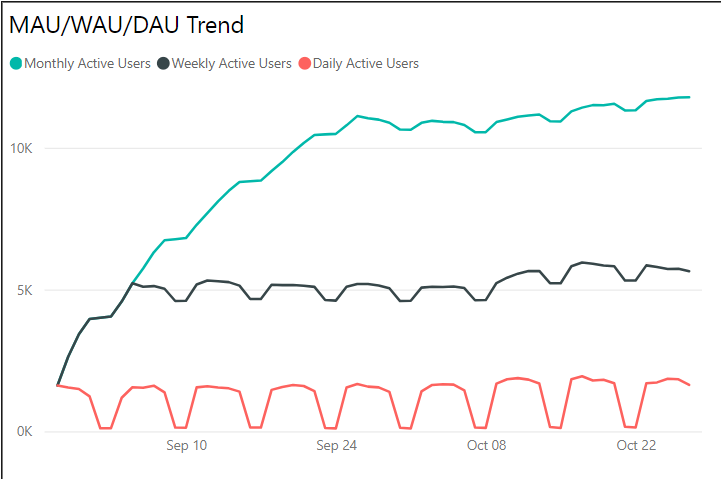 MAU/WAU/DAU Trend
Monthly Active Users Weekly Active Users Daily Active Users
10K
5K
0K
Sep 10 Sep 24 Oct 08 Oct 22